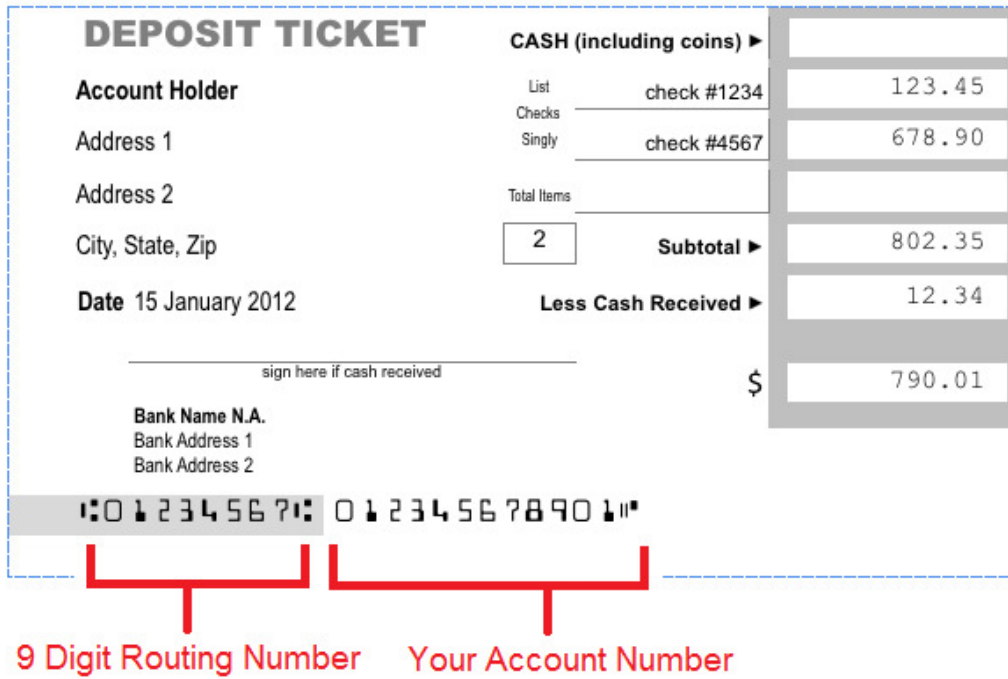 DEPOSIT TICKET
CASH (including coins) ►
Account Holder
List
Checks
Singly
check #1234
123.45
Address 1
check #4567
678.90
Address 2
Total Items
City, State, Zip
2
Subtotal ►
802.35
Date 15 January 2012
Less Cash Received ►
12.34
sign here if cash received
$
790.01
Bank Name N.A.
Bank Address 1
Bank Address 2
⑆01234567⑆ 012345678901⑈
9 Digit Routing Number
Your Account Number